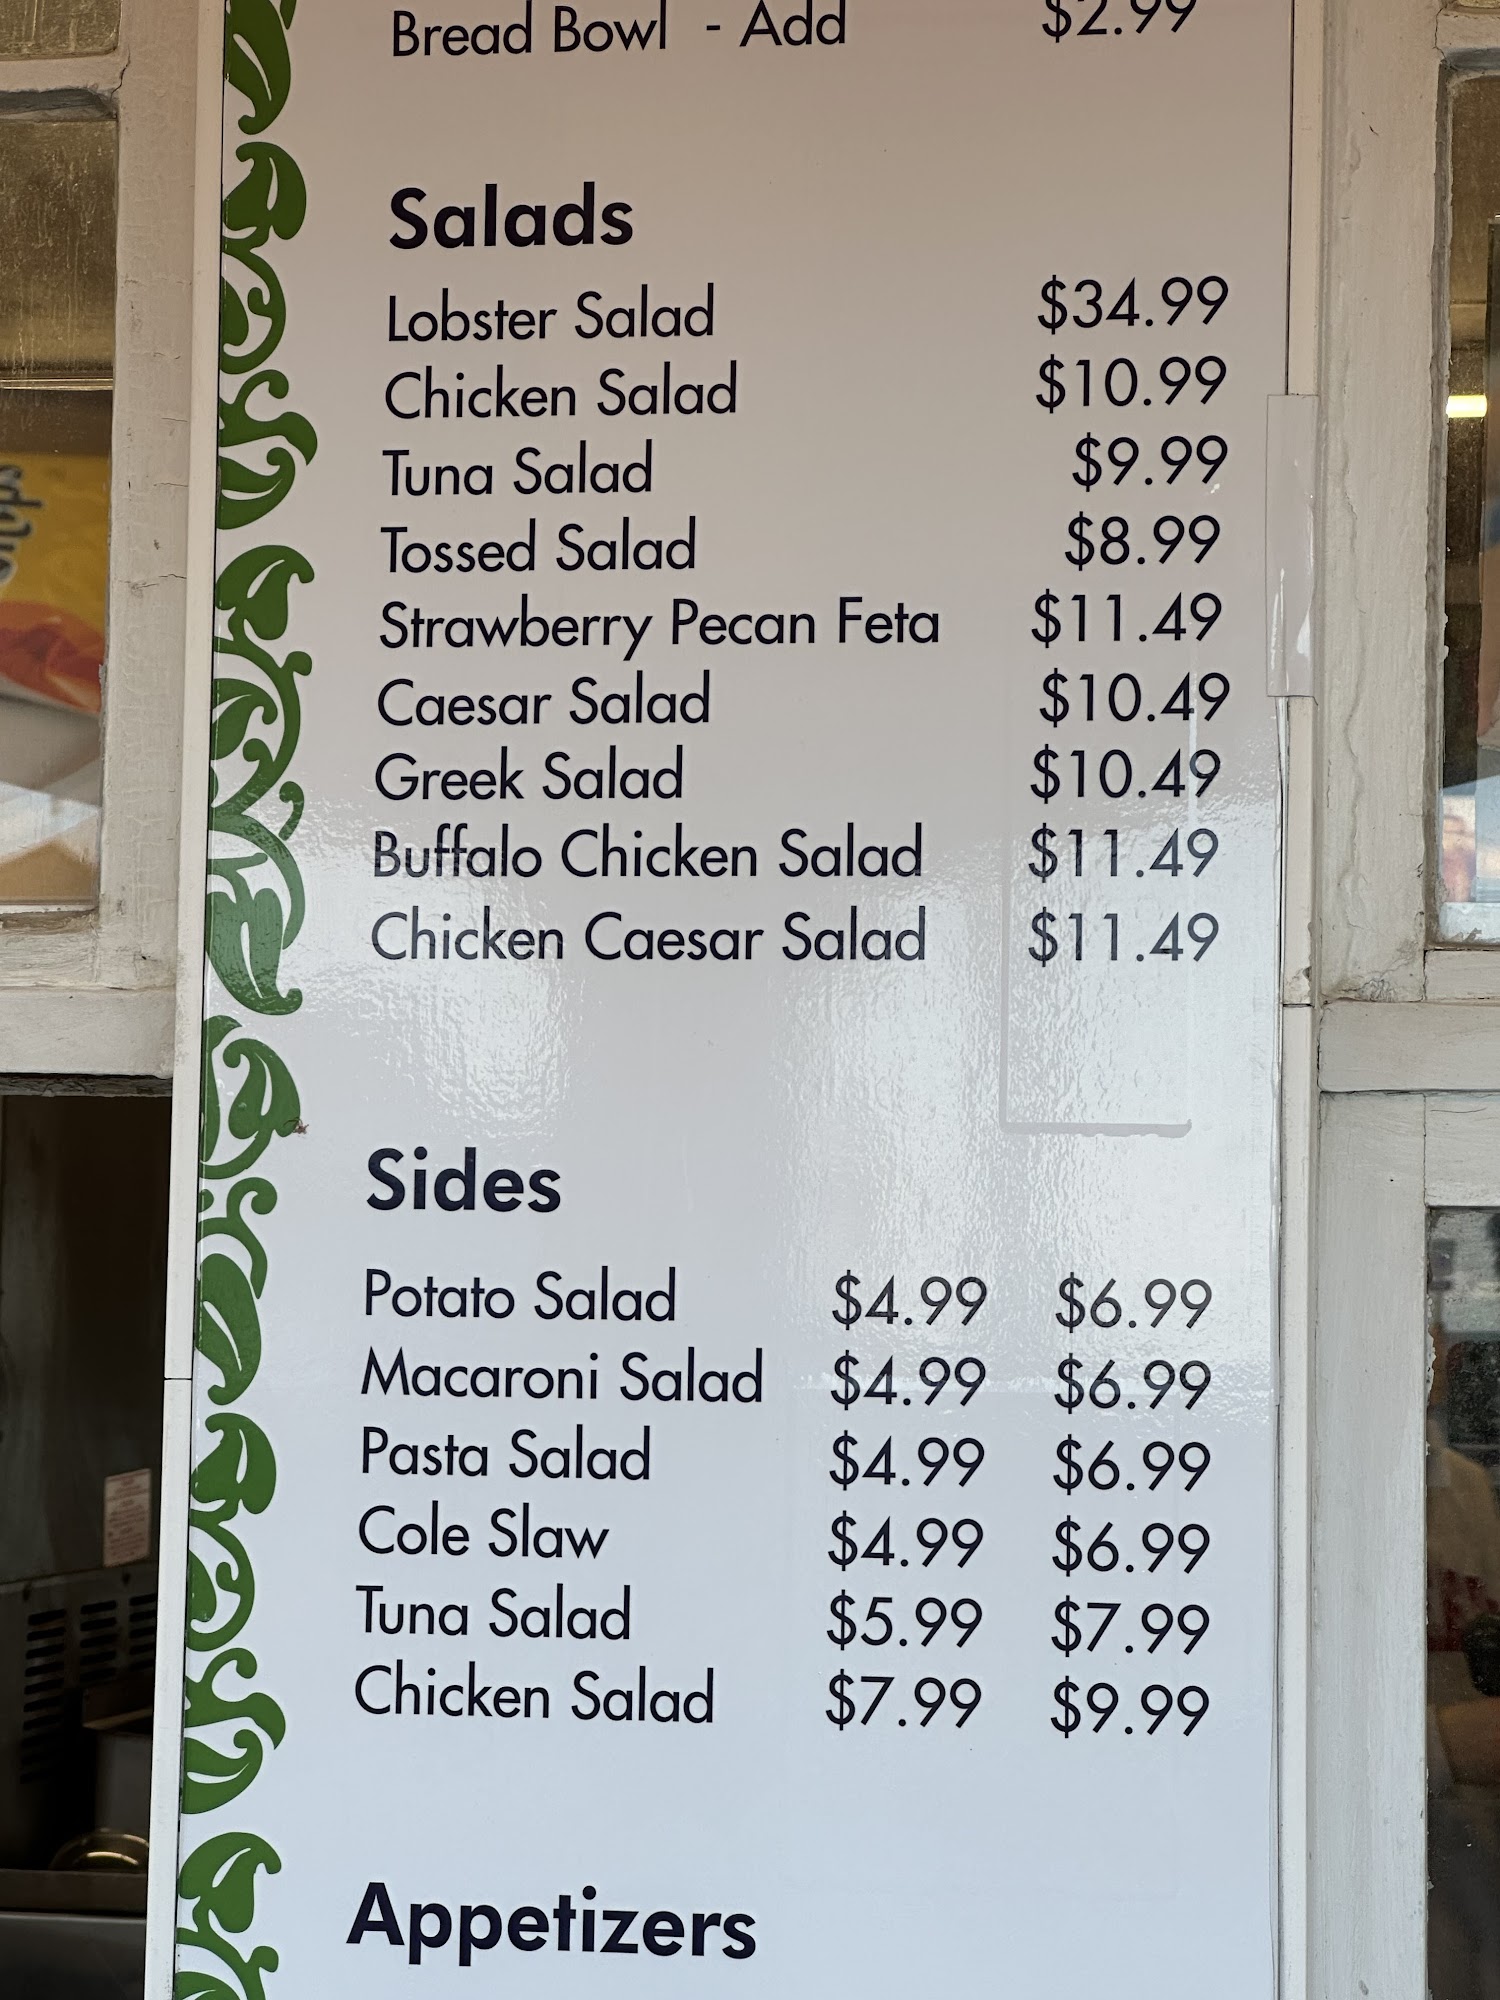 Bread Bowl - Add $2.99
Salads
Lobster Salad $34.99
Chicken Salad $10.99
Tuna Salad $9.99
Tossed Salad $8.99
Strawberry Pecan Feta $11.49
Caesar Salad $10.49
Greek Salad $10.49
Buffalo Chicken Salad $11.49
Chicken Caesar Salad $11.49
Sides
Potato Salad $4.99 $6.99
Macaroni Salad $4.99 $6.99
Pasta Salad $4.99 $6.99
Cole Slaw $4.99 $6.99
Tuna Salad $5.99 $7.99
Chicken Salad $7.99 $9.99
Appetizers